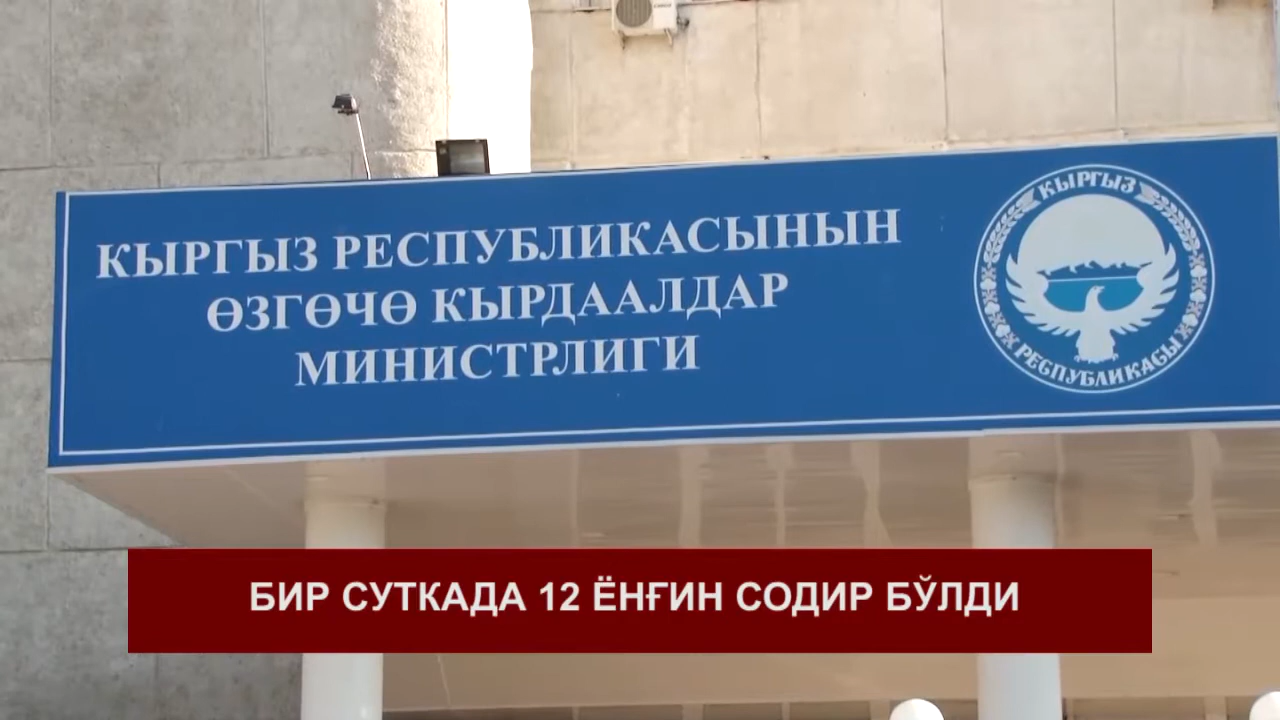 КЫРГЫЗ РЕСПУБЛИКАСЫНЫН
ӨЗГӨЧӨ КЫРДААЛДАР
МИНИСТРЛИГИ
КЫРГЫЗ
РЕСПУБЛИКАСЫ
БИР СУТКАДА 12 ЁНҒИН СОДИР БЎЛДИ